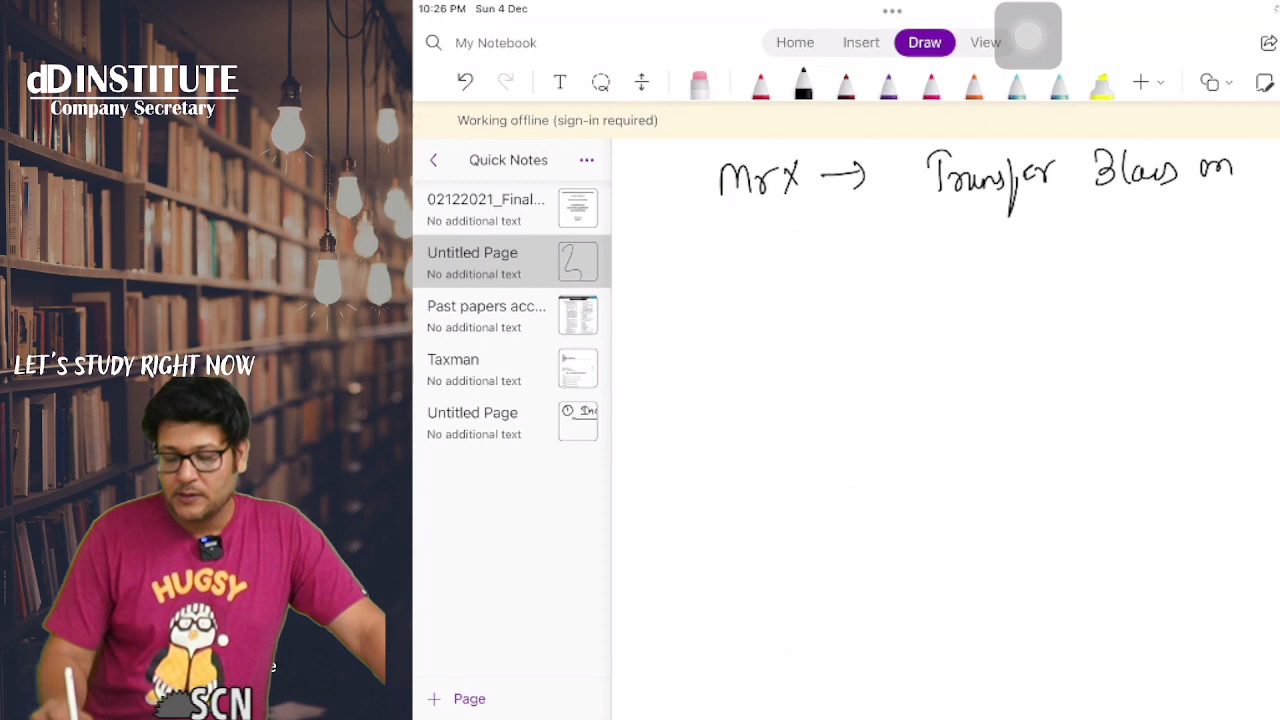 10:26 PM Sun 4 Dec
My Notebook
Home Insert Draw View
T
Working offline (sign-in required)
Quick Notes
02122021_Final...
No additional text
Untitled Page
No additional text
Past papers acc...
No additional text
Taxman
No additional text
Untitled Page
No additional text
+ Page
Mr X → Transfer 3 lacs on
dD INSTITUTE
Company Secretary
LET'S STUDY RIGHT NOW
HUGSY
SCN